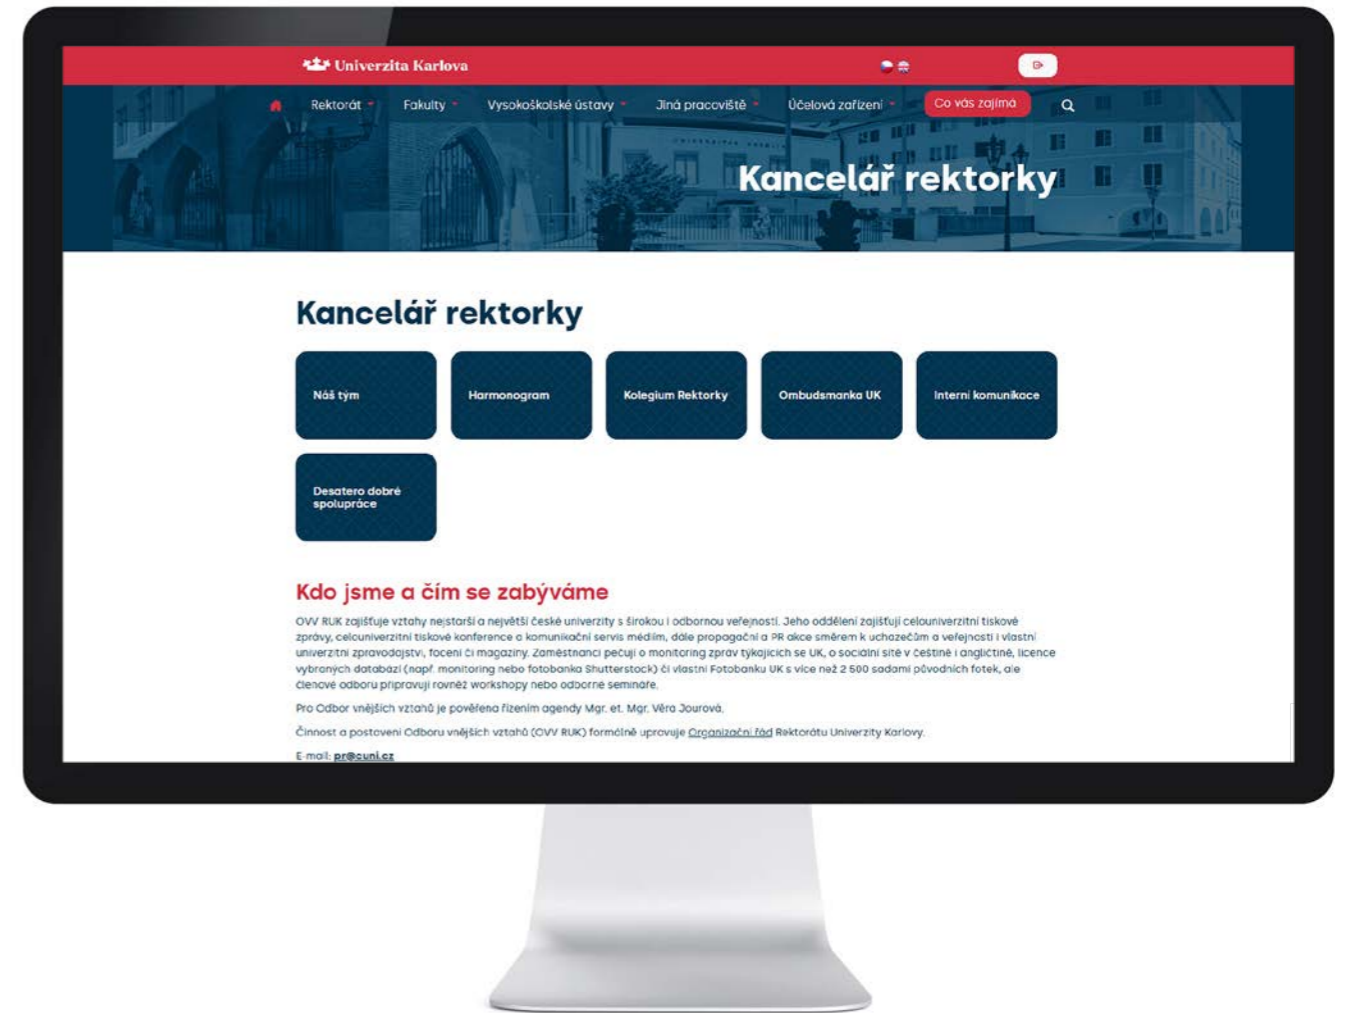 Univerzita Karlova
Rektorát Fakulty Vysokoškolské ústavy Jiná pracoviště Účelová zařízení Co vás zajímá
Kancelář rektorky
Kancelář rektorky
Náš tým
Harmonogram
Kolegium Rektorky
Ombudsmanka UK
Interní komunikace
Desatero dobré
spolupráce
Kdo jsme a čím se zabýváme
OVV RUK zajišťuje vztahy nejstarší a největší české univerzity s širokou i odbornou veřejností. Jeho oddělení zajišťují celouniverzitní tiskové
zprávy, celouniverzitní tiskové konference a komunikační servis médiím, dále propagační a PR akce směrem k uchazečům a veřejnosti i vlastní
univerzitní zpravodajství, focení či magazíny. Zaměstnanci pečují o monitoring zpráv týkajících se UK, o sociální sítě v češtině i angličtině, licence
vybraných databází (např. monitoring nebo fotobanka Shutterstock) či vlastní Fotobanku UK s více než 2 500 sadami původních fotek, ale
členové odboru připravují rovněž workshopy nebo odborné semináře.
Pro Odbor vnějších vztahů je pověřena řízením agendy Mgr. et. Mgr. Věra Jourová.
Činnost a postavení Odboru vnějších vztahů (OVV RUK) formálně upravuje Organizační řád Rektorátu Univerzity Karlovy.
E-mail: pr@cuni.cz